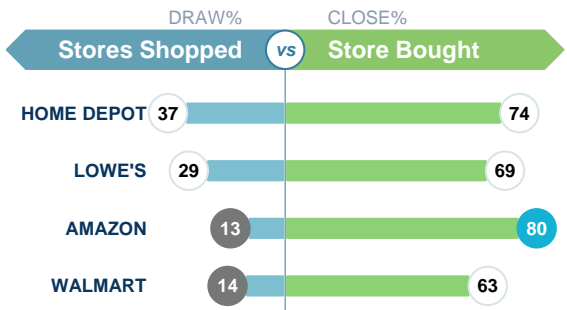 DRAW% CLOSE%
Stores Shopped vs Store Bought
HOME DEPOT 37 74
LOWE'S 29 69
AMAZON 13 80
WALMART 14 63